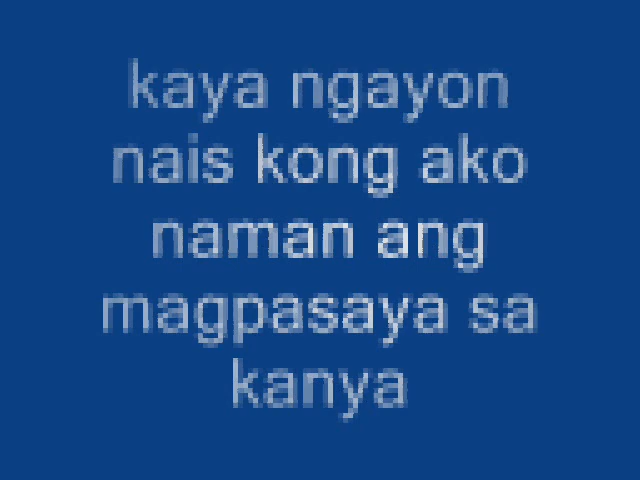 kaya ngayon
nais kong ako
naman ang
magpasaya sa
kanya